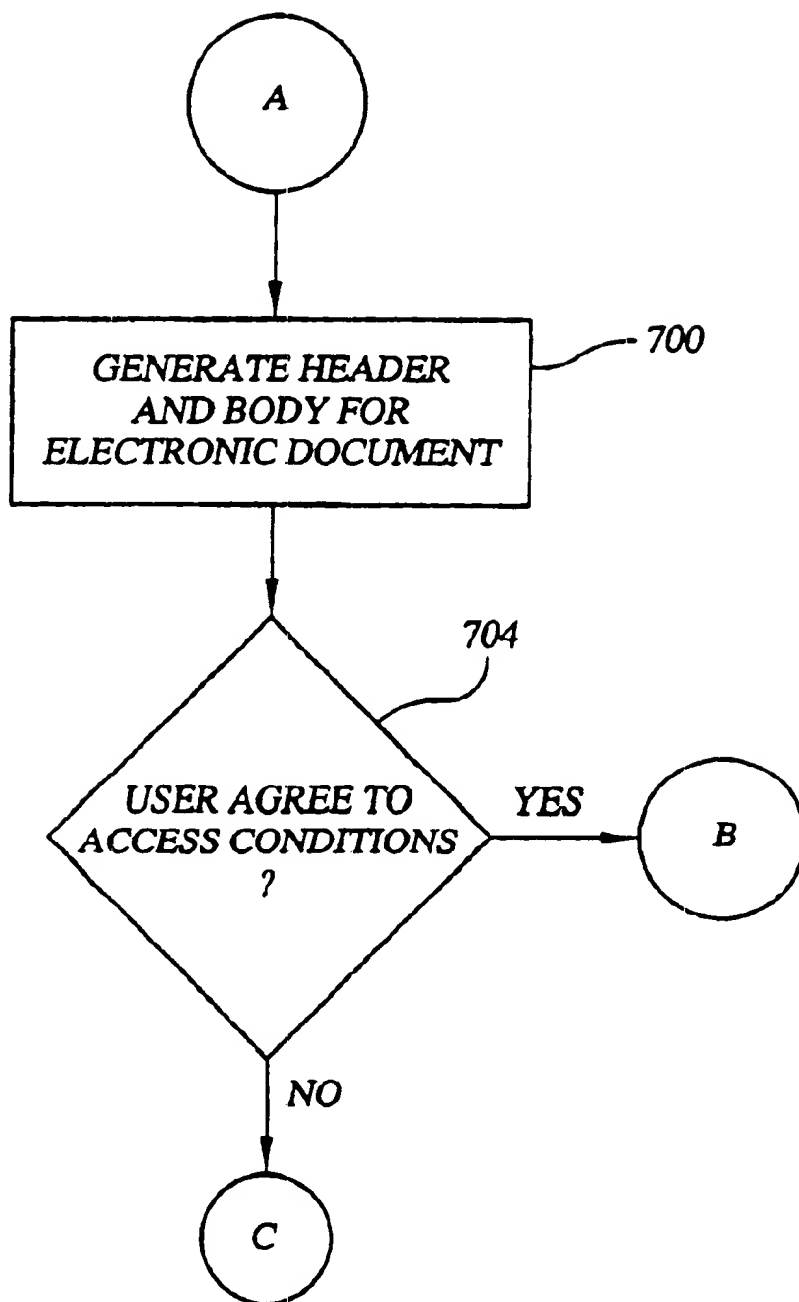 A
GENERATE HEADER
AND BODY FOR
ELECTRONIC DOCUMENT
700
704
USER AGREE TO
ACCESS CONDITIONS
?
YES
B
NO
C